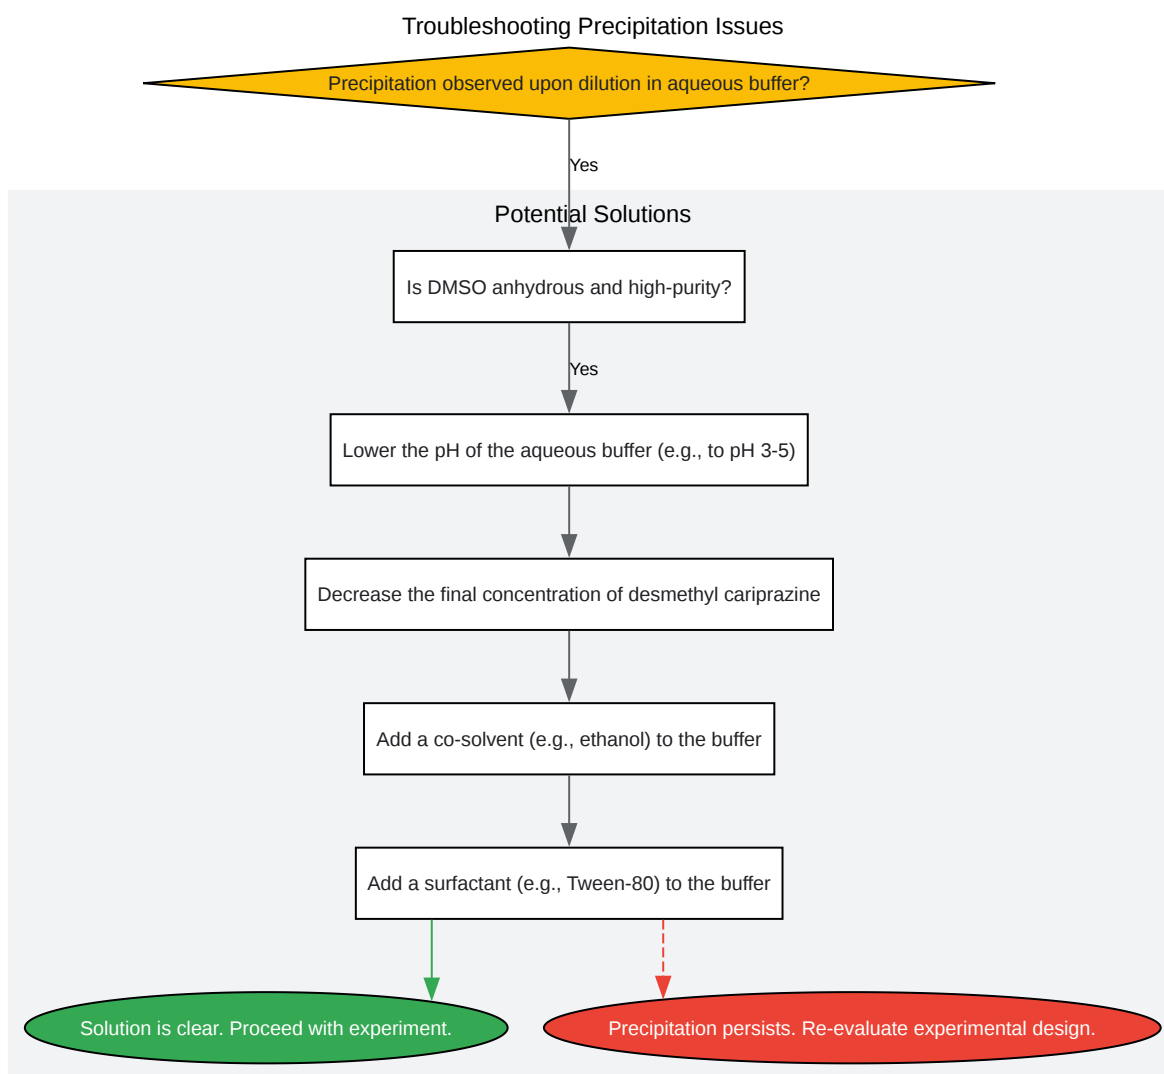 Troubleshooting Precipitation Issues
Precipitation observed upon dilution in aqueous buffer?
Yes
Potential Solutions
Is DMSO anhydrous and high-purity?
Yes
Lower the pH of the aqueous buffer (e.g., to pH 3-5)
Decrease the final concentration of desmethyl cariprazine
Add a co-solvent (e.g., ethanol) to the buffer
Add a surfactant (e.g., Tween-80) to the buffer
Solution is clear. Proceed with experiment.
Precipitation persists. Re-evaluate experimental design.